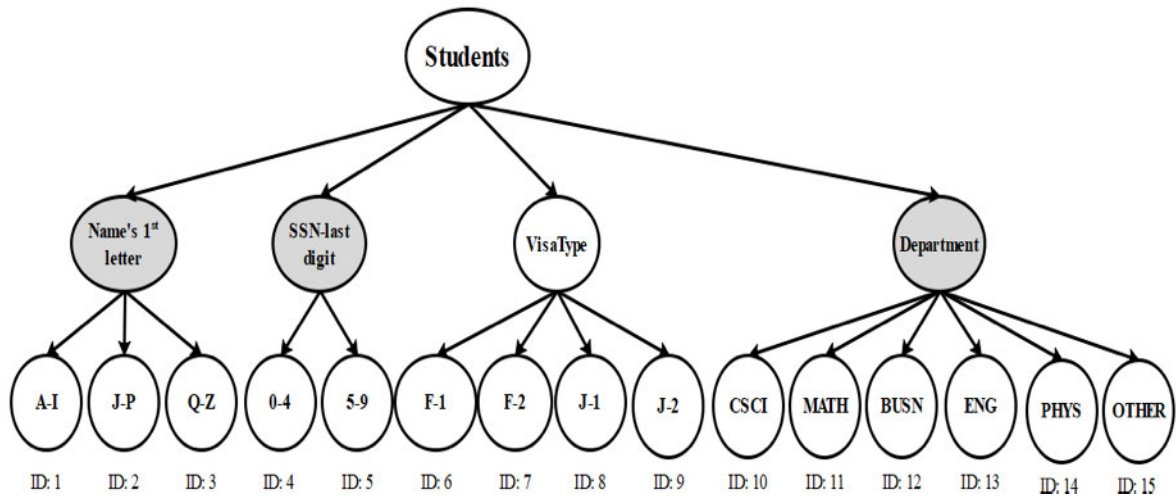 Students
Name's 1st
letter
SSN-last
digit
VisaType
Department
A-I
J-P
Q-Z
0-4
5-9
F-1
F-2
J-1
J-2
CSCI
MATH
BUSN
ENG
PHYS
OTHER
ID: 1
ID: 2
ID: 3
ID: 4
ID: 5
ID: 6
ID: 7
ID: 8
ID: 9
ID: 10
ID: 11
ID: 12
ID: 13
ID: 14
ID: 15